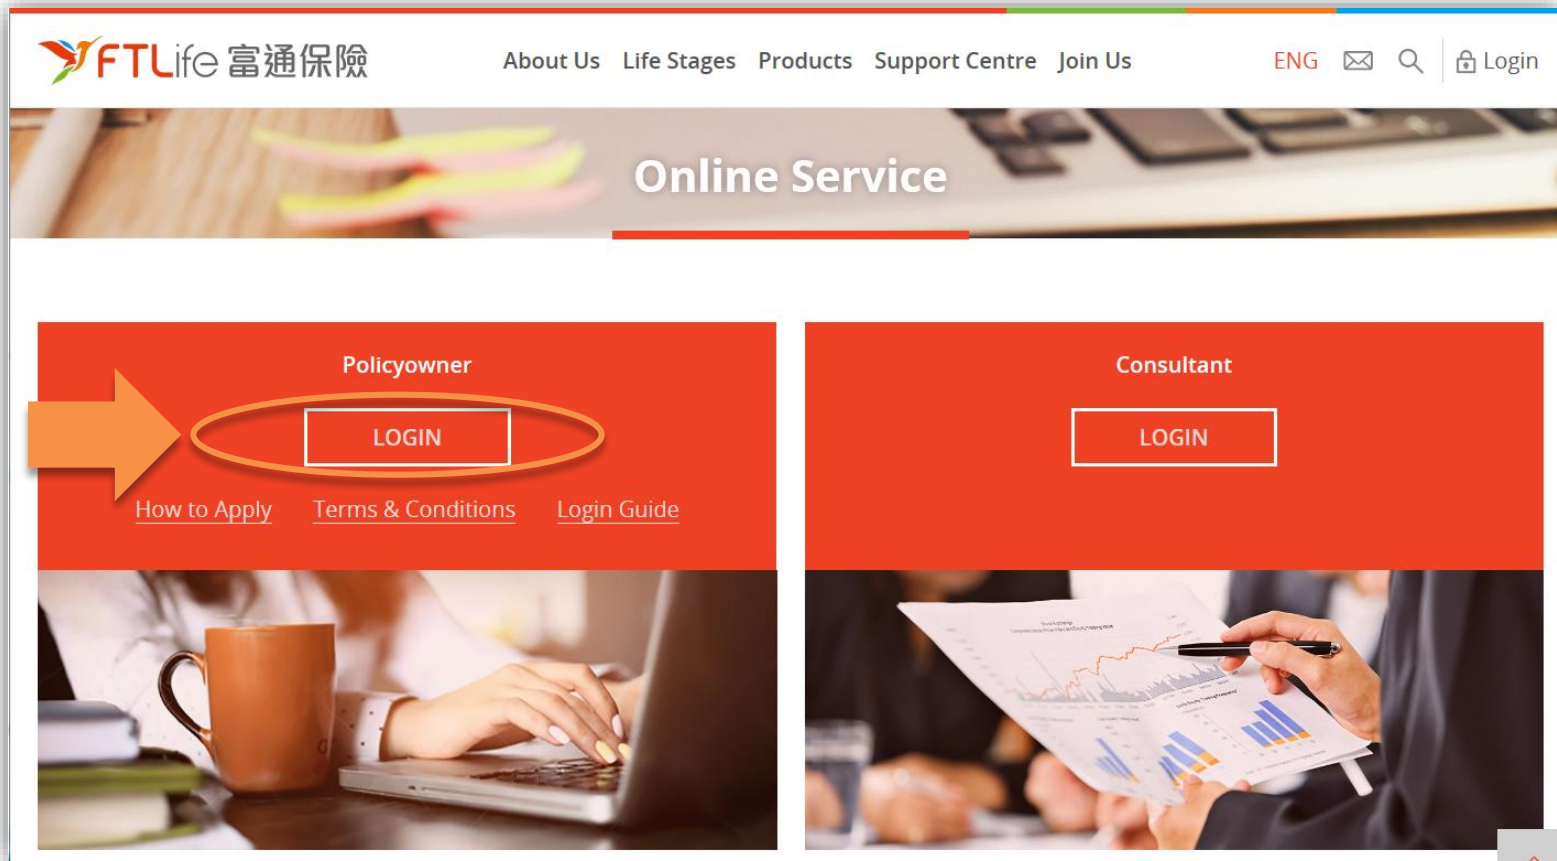 FTLife 富通保險
About Us Life Stages Products Support Centre Join Us
ENG Login
Online Service
Policyowner
LOGIN
How to Apply Terms & Conditions Login Guide
Consultant
LOGIN